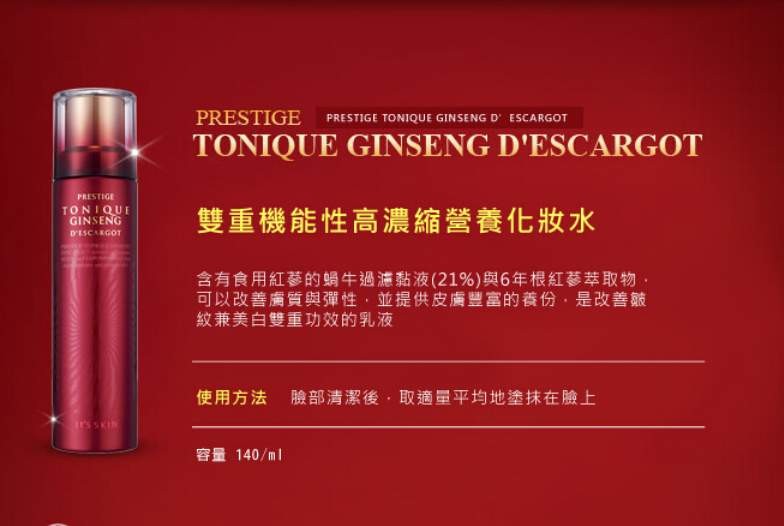 PRESTIGE
PRESTIGE TONIQUE GINSENG D' ESCARGOT
TONIQUE GINSENG D'ESCARGOT
PRESTIGE
TONIQUE
GINSENG
D'ESCARGOT
IT'S SKIN
雙重機能性高濃縮營養化妝水
含有食用紅蔘的蝸牛過濾黏液(21%)與6年根紅蔘萃取物，
可以改善膚質與彈性，並提供皮膚豐富的養份，是改善皺
紋兼美白雙重功效的乳液
使用方法 臉部清潔後，取適量平均地塗抹在臉上
容量 140/ml